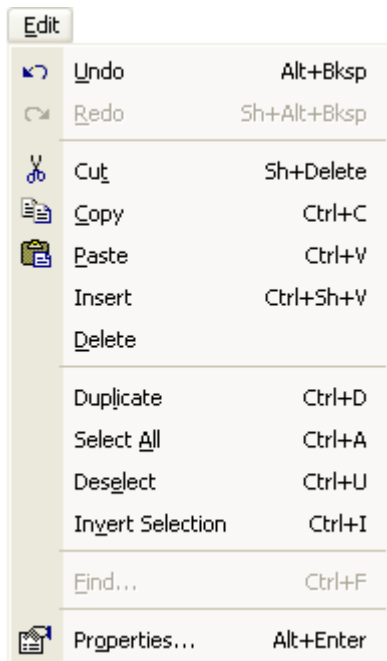 Edit
Undo Alt+Bksp
Redo Sh+Alt+Bksp
Cut Sh+Delete
Copy Ctrl+C
Paste Ctrl+V
Insert Ctrl+Sh+V
Delete
Duplicate Ctrl+D
Select All Ctrl+A
Deselect Ctrl+U
Invert Selection Ctrl+I
Find... Ctrl+F
Properties... Alt+Enter